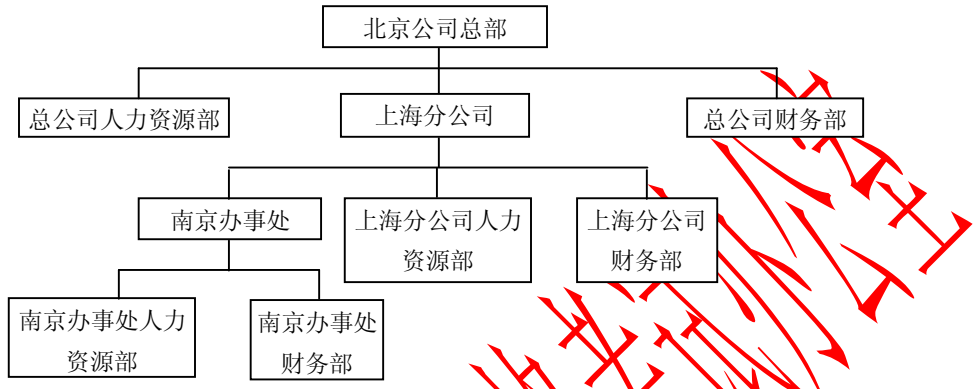 北京公司总部
总公司人力资源部
上海分公司
总公司财务部
南京办事处
上海分公司人力
资源部
上海分公司
财务部
南京办事处人力
资源部
南京办事处
财务部